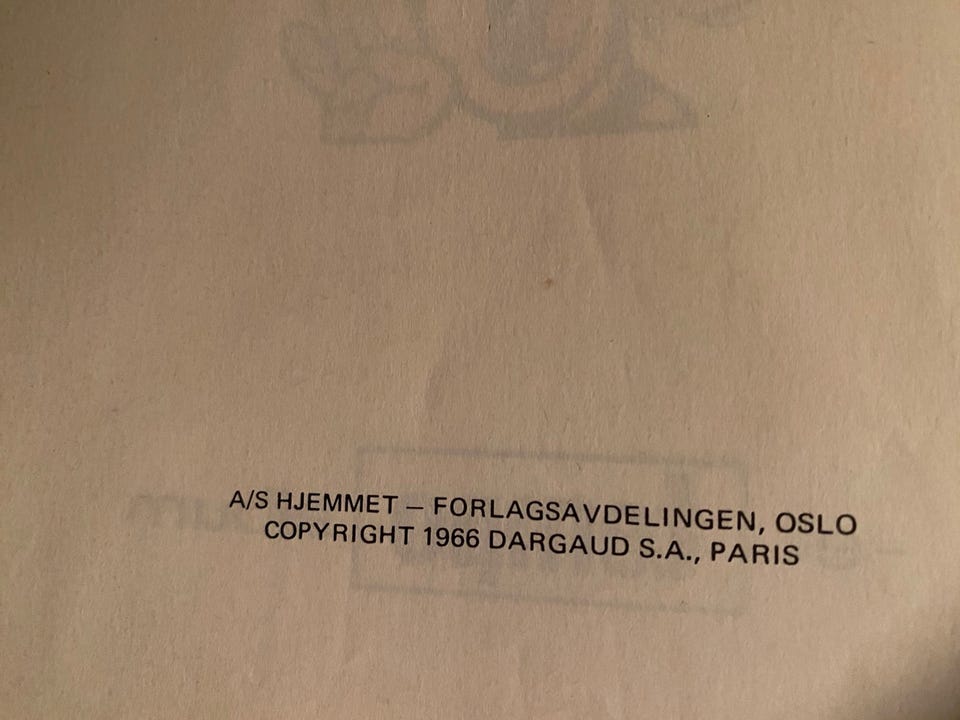 A/S HJEMMET – FORLAGSAVDELINGEN, OSLO
COPYRIGHT 1966 DARGAUD S.A., PARIS